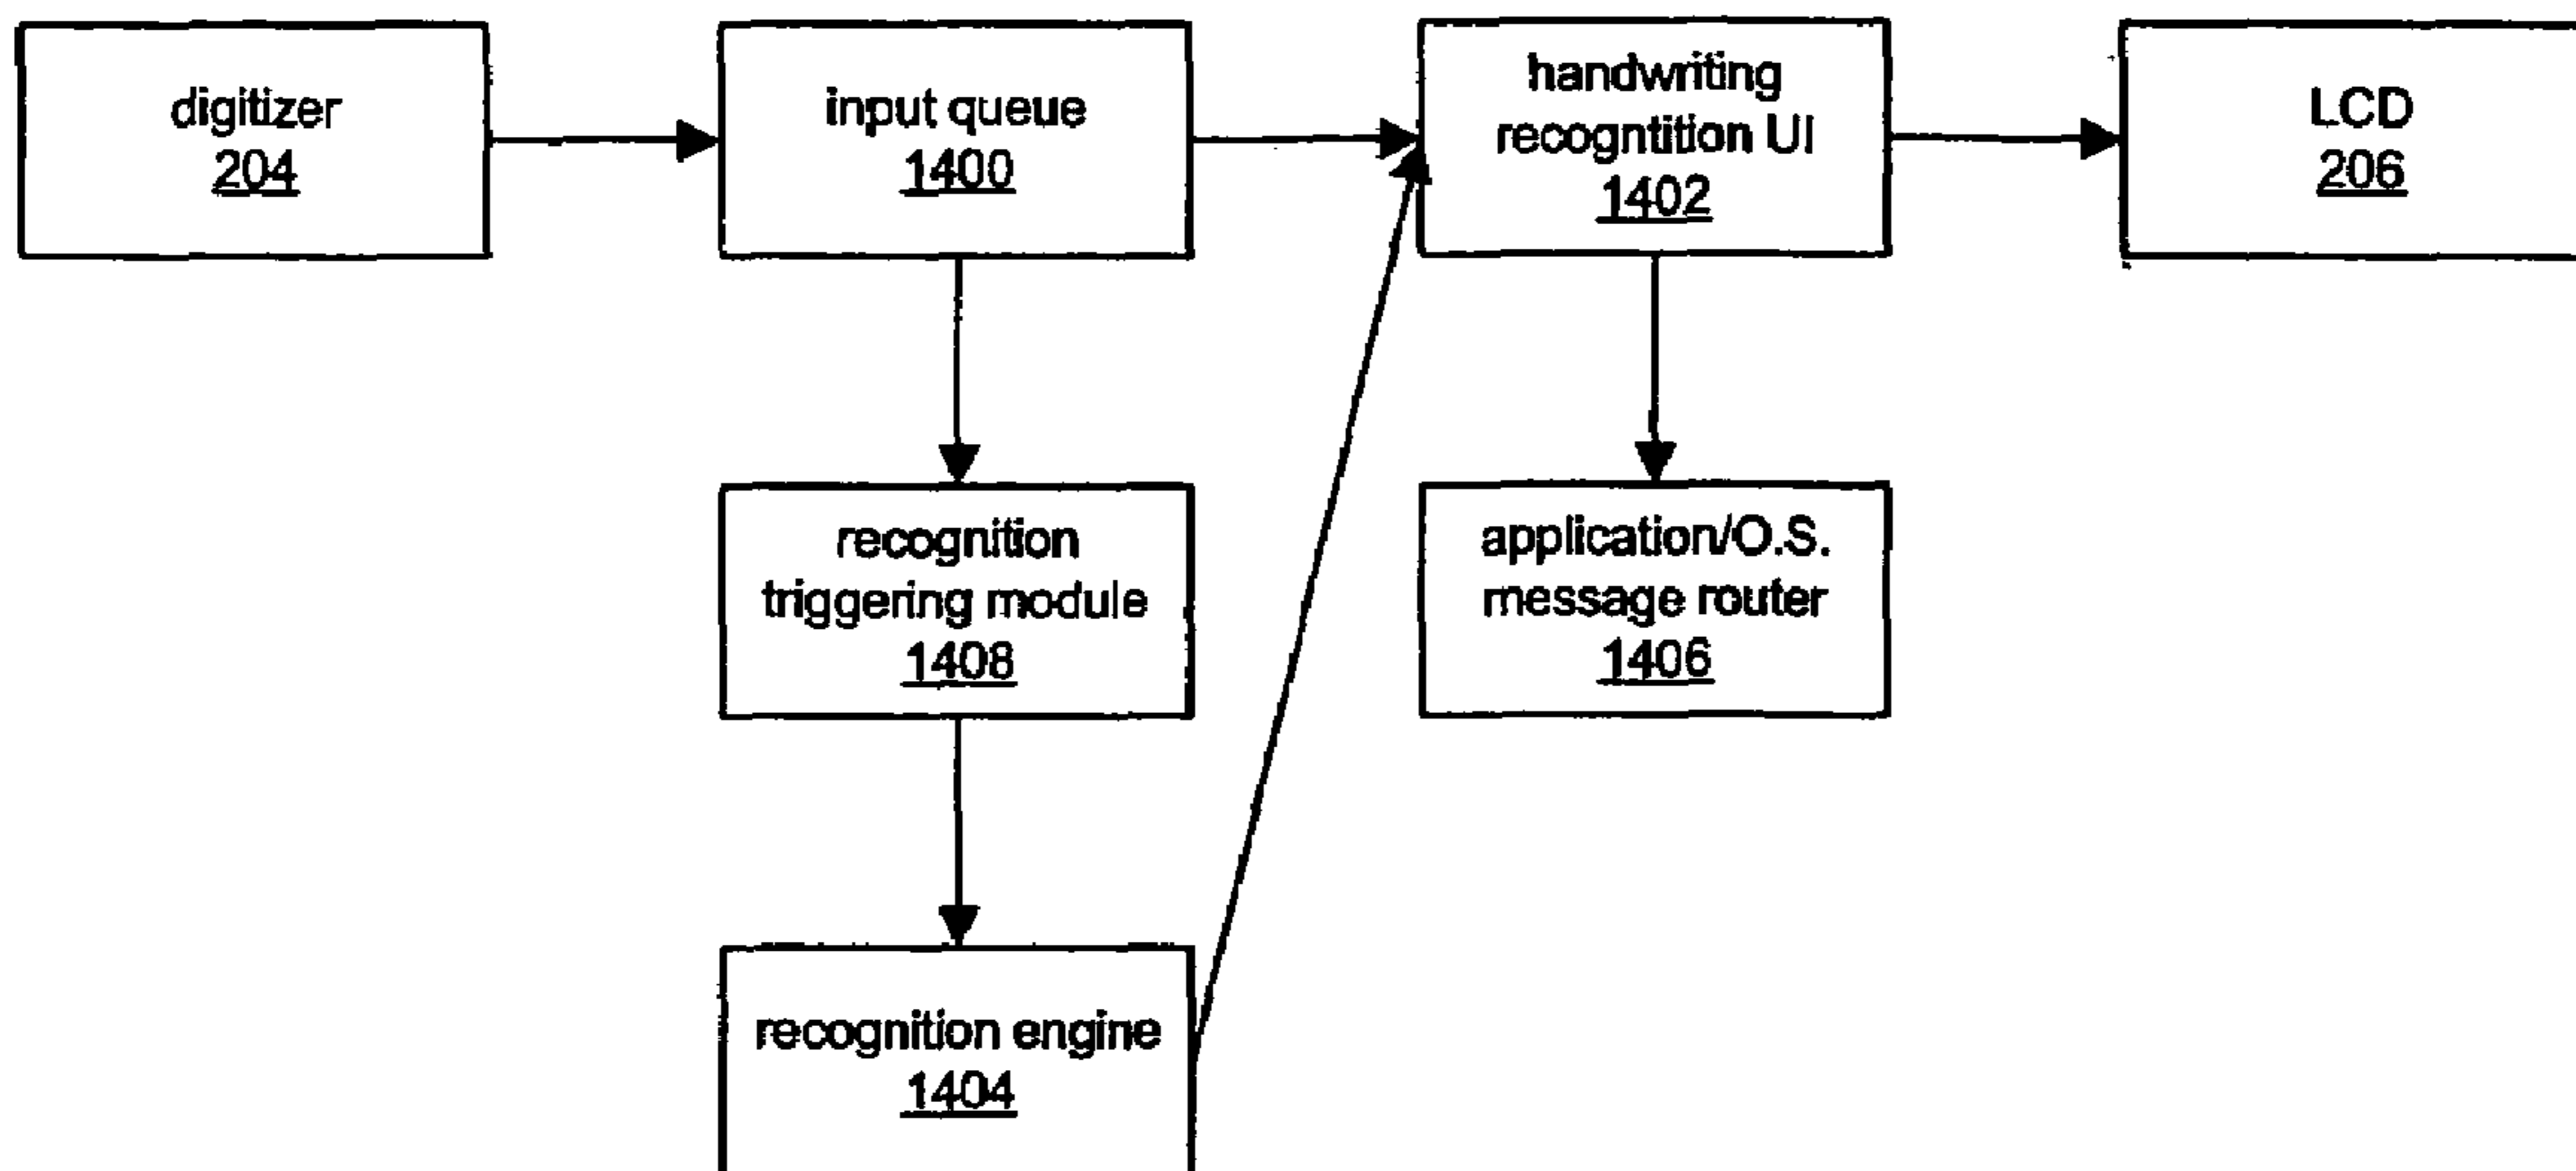 digitizer
204
input queue
1400
handwriting
recogntition UI
1402
LCD
206
recognition
triggering module
1408
application/O.S.
message router
1406
recognition engine
1404